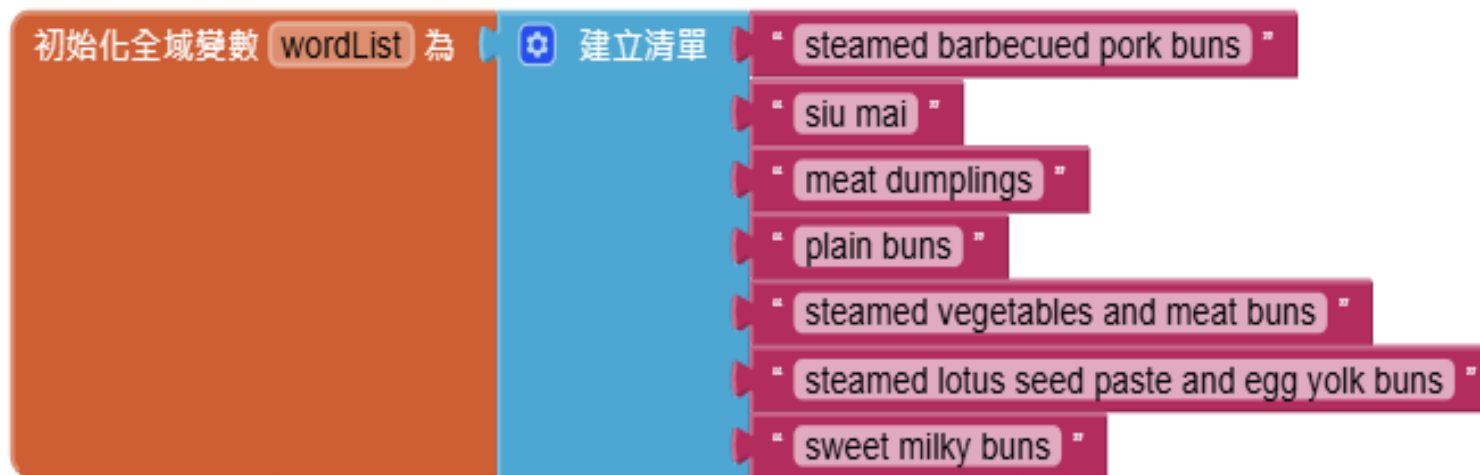 初始化全域變數 wordList 為 建立清單 " steamed barbecued pork buns "
" siu mai "
" meat dumplings "
" plain buns "
" steamed vegetables and meat buns "
" steamed lotus seed paste and egg yolk buns "
" sweet milky buns "